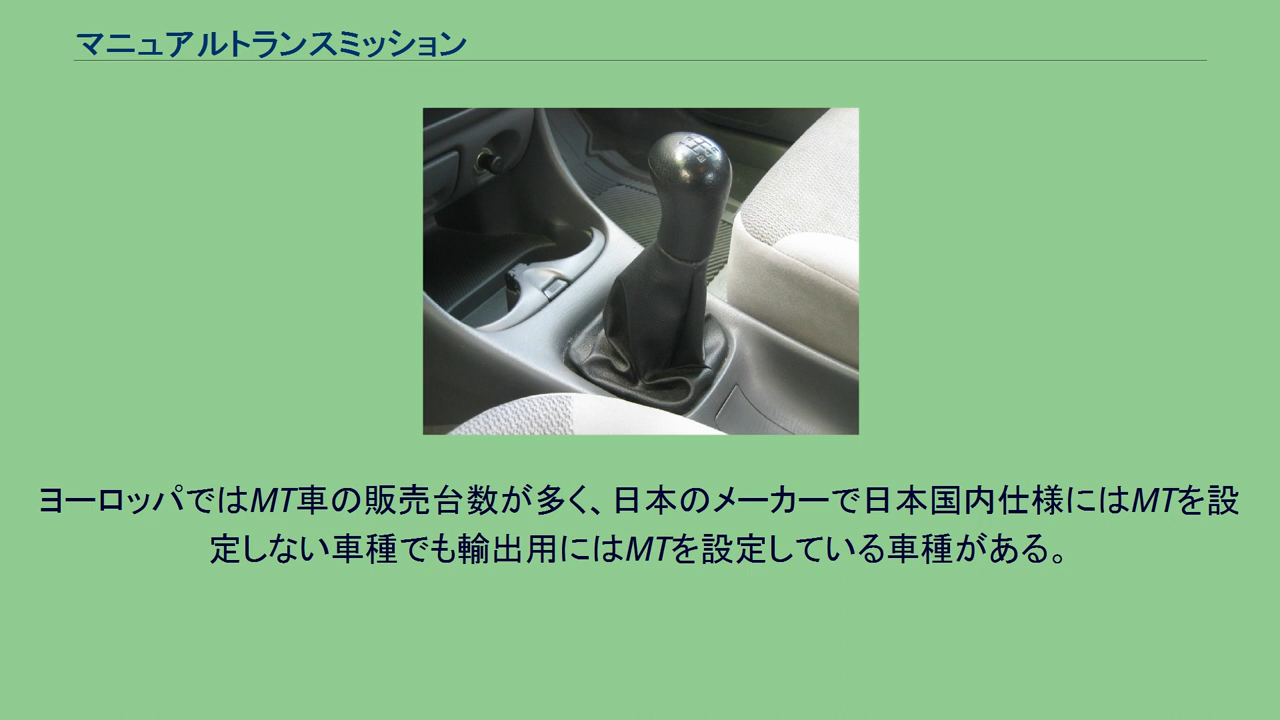 マニュアルトランスミッション
ヨーロッパではMT車の販売台数が多く、日本のメーカーで日本国内仕様にはMTを設
定しない車種でも輸出用にはMTを設定している車種がある。